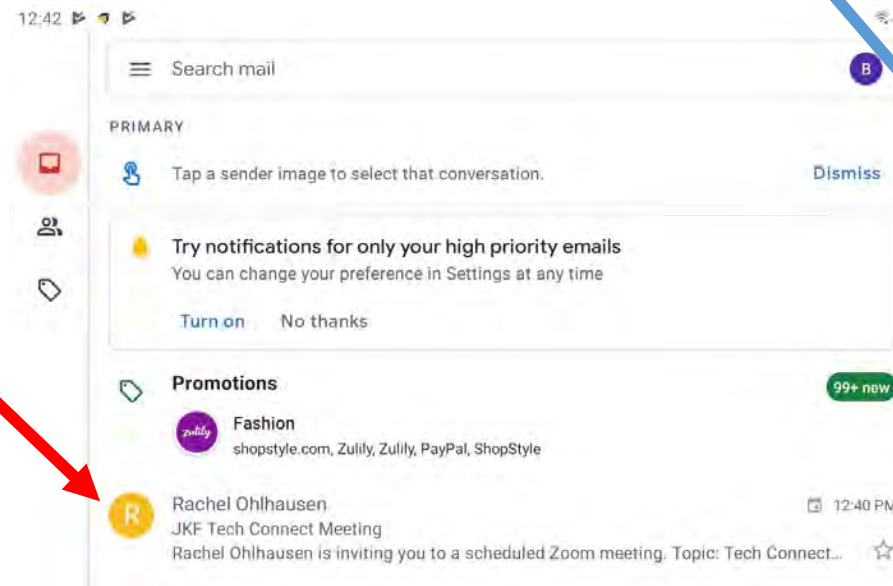 12:42
Search mail
B
PRIMARY
Tap a sender image to select that conversation.
Dismiss
Try notifications for only your high priority emails
You can change your preference in Settings at any time
Turn on No thanks
Promotions
99+ new
zulily
Fashion
shopstyle.com, Zulily, Zulily, PayPal, ShopStyle
R
Rachel Ohlhausen
12:40 PM
JKF Tech Connect Meeting
Rachel Ohlhausen is inviting you to a scheduled Zoom meeting. Topic: Tech Connect...